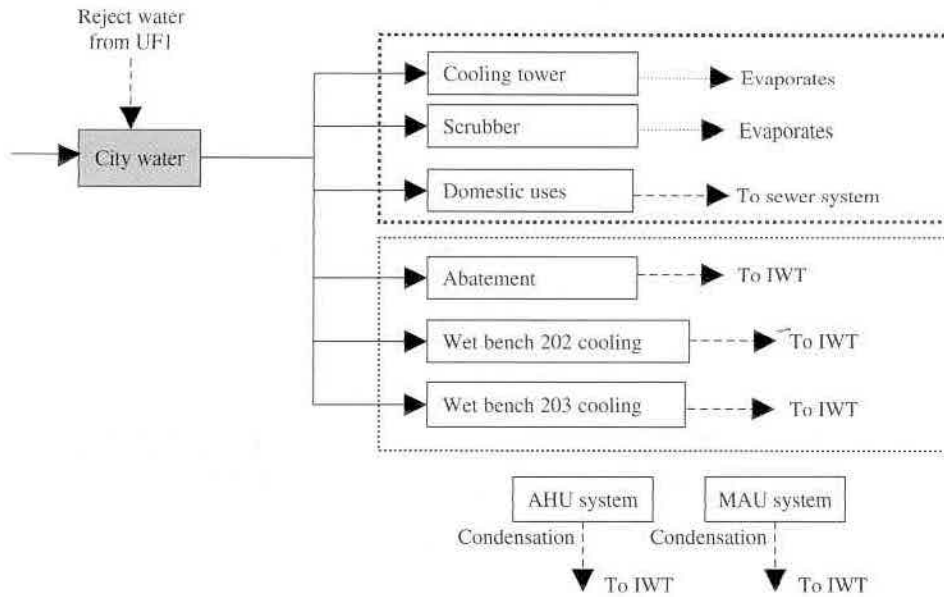 Reject water
from UF1
City water
Cooling tower
Evaporates
Scrubber
Evaporates
Domestic uses
To sewer system
Abatement
To IWT
Wet bench 202 cooling
To IWT
Wet bench 203 cooling
To IWT
AHU system
MAU system
Condensation
Condensation
To IWT
To IWT